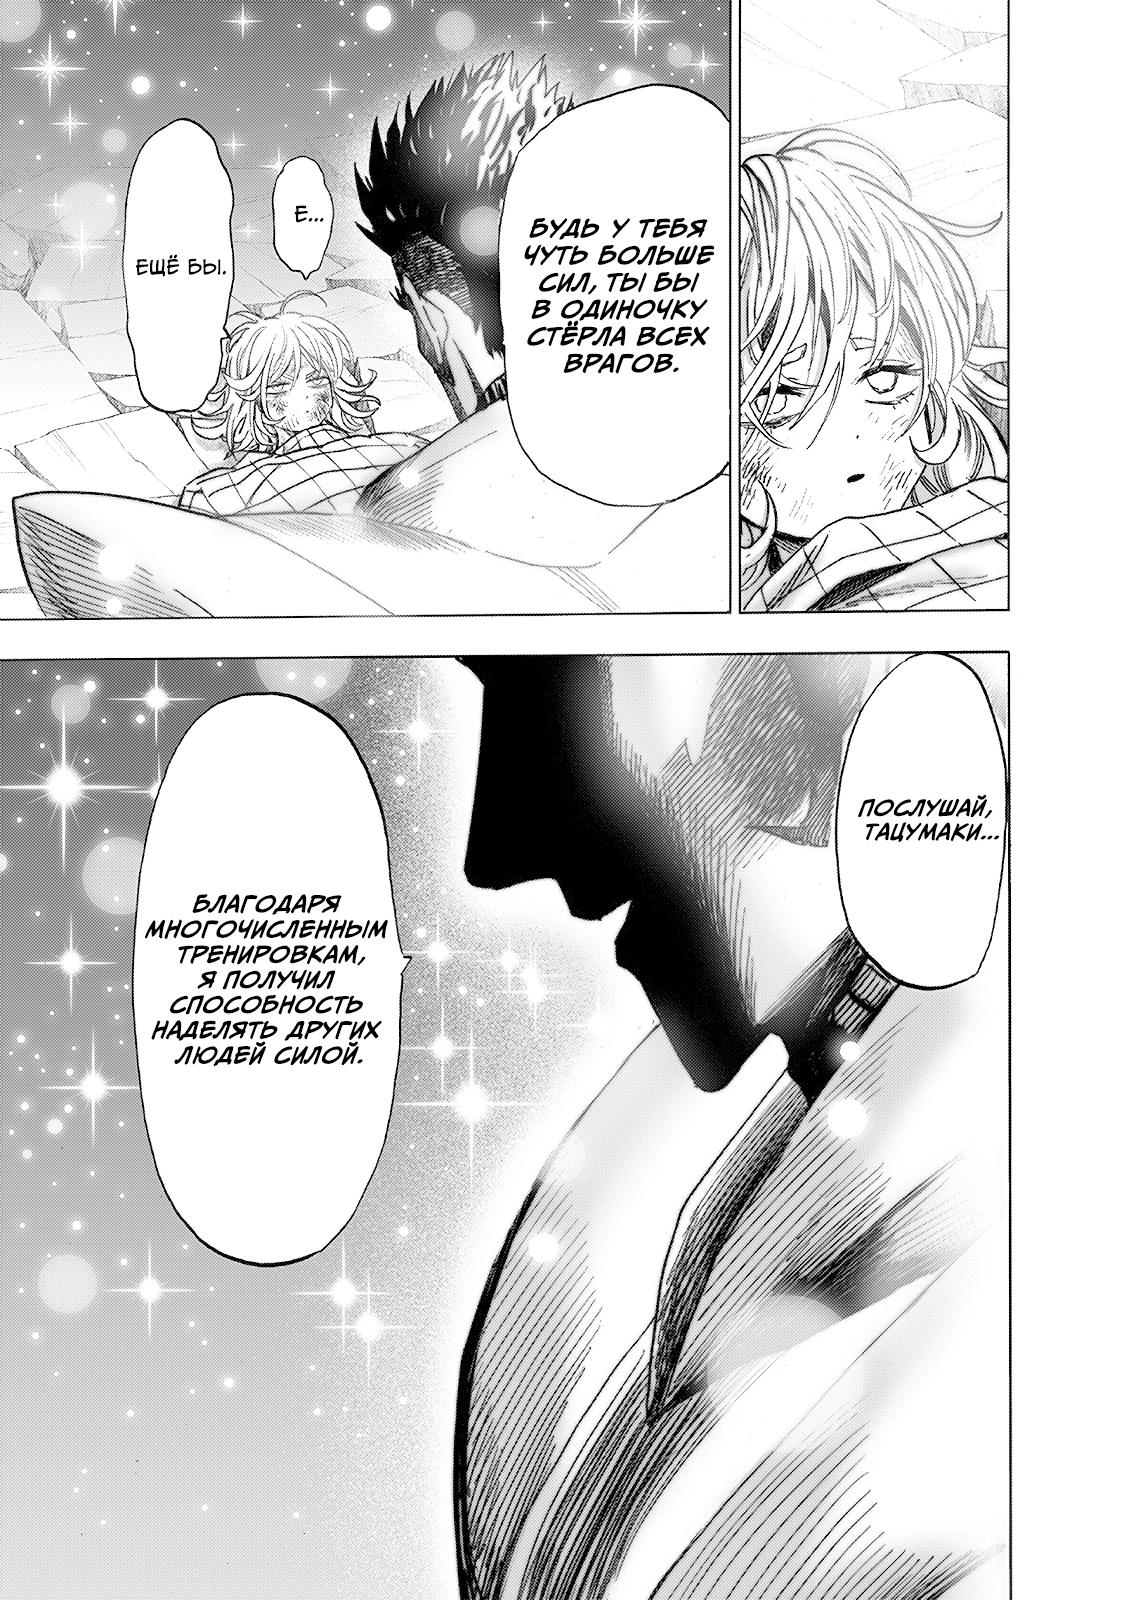 БУДЬ У ТЕБЯ
ЧУТЬ БОЛЬШЕ
СИЛ, ТЫ БЫ
В ОДИНОЧКУ
СТЁРЛА ВСЕХ
ВРАГОВ.
Е...
ЕЩЁ БЫ.
ПОСЛУШАЙ,
ТАЦУМАКИ...
БЛАГОДАРЯ
МНОГОЧИСЛЕННЫМ
ТРЕНИРОВКАМ,
Я ПОЛУЧИЛ
СПОСОБНОСТЬ
НАДЕЛЯТЬ ДРУГИХ
ЛЮДЕЙ СИЛОЙ.